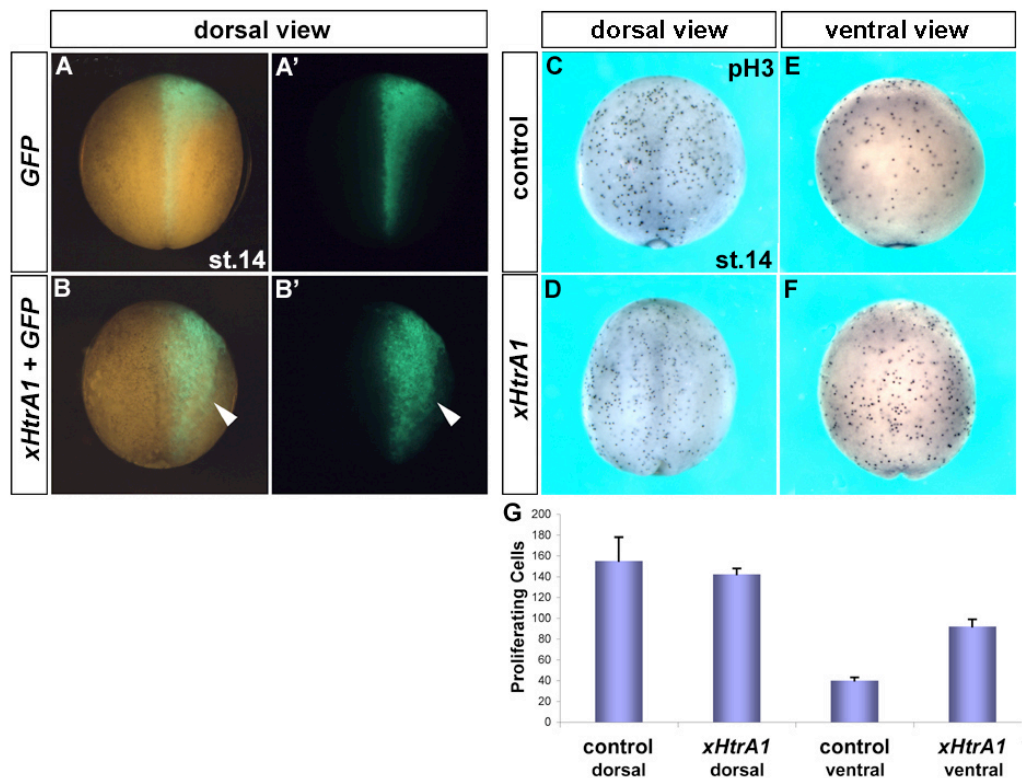 dorsal view
dorsal view
ventral view
GFP
A
A'
st.14
xHtrA1 + GFP
B
B'
control
C
pH3
st.14
E
xHtrA1
D
F
G
Proliferating Cells
200
180
160
140
120
100
80
60
40
20
0
control
dorsal
xHtrA1
dorsal
control
ventral
xHtrA1
ventral